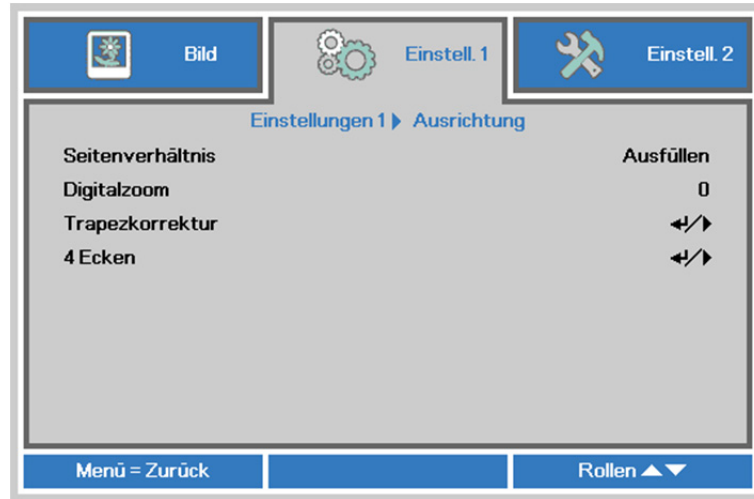 Bild
Einstell. 1
Einstell. 2
Einstellungen 1 ▶ Ausrichtung
Seitenverhältnis Ausfüllen
Digitalzoom 0
Trapezkorrektur ↵/▶
4 Ecken ↵/▶
Menü = Zurück
Rollen ▲▼